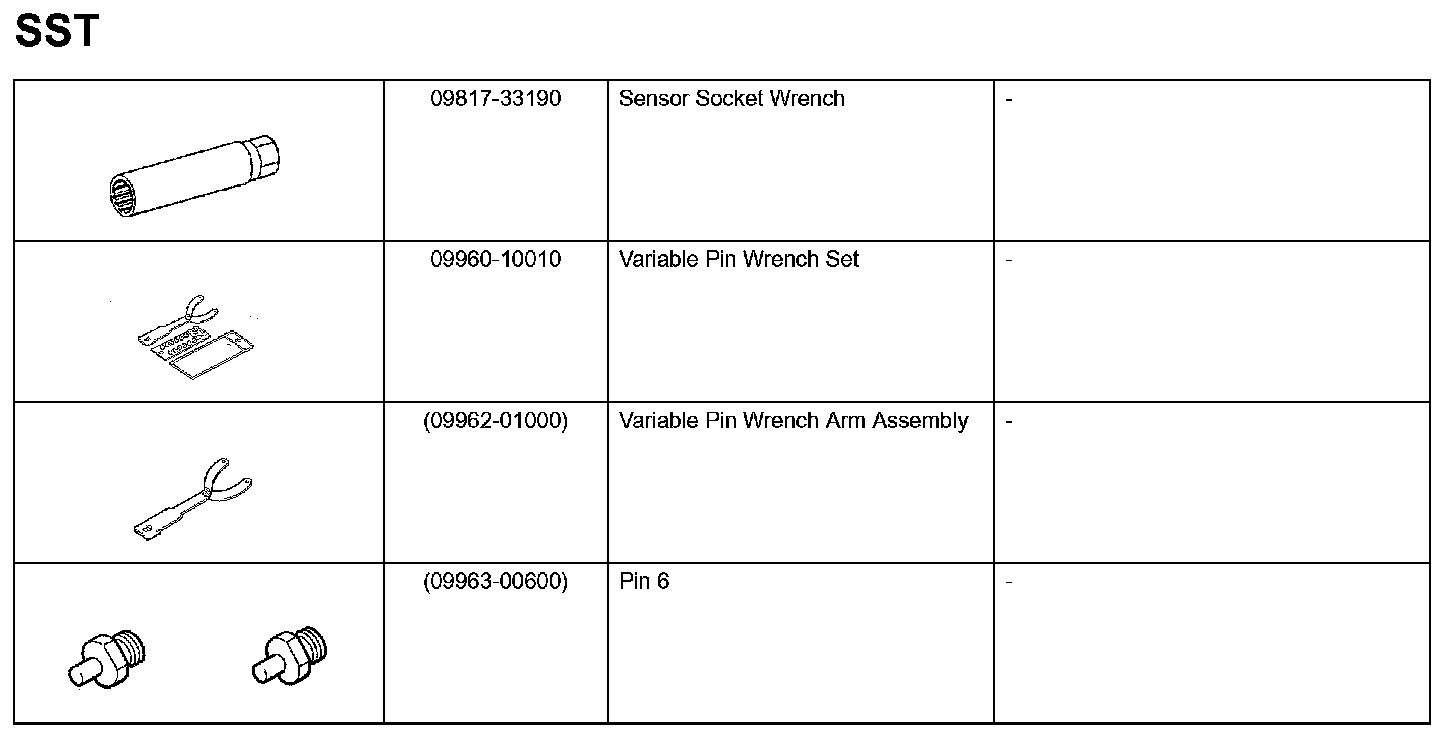 SST
09817-33190 Sensor Socket Wrench -
09960-10010 Variable Pin Wrench Set -
(09962-01000) Variable Pin Wrench Arm Assembly -
(09963-00600) Pin 6 -